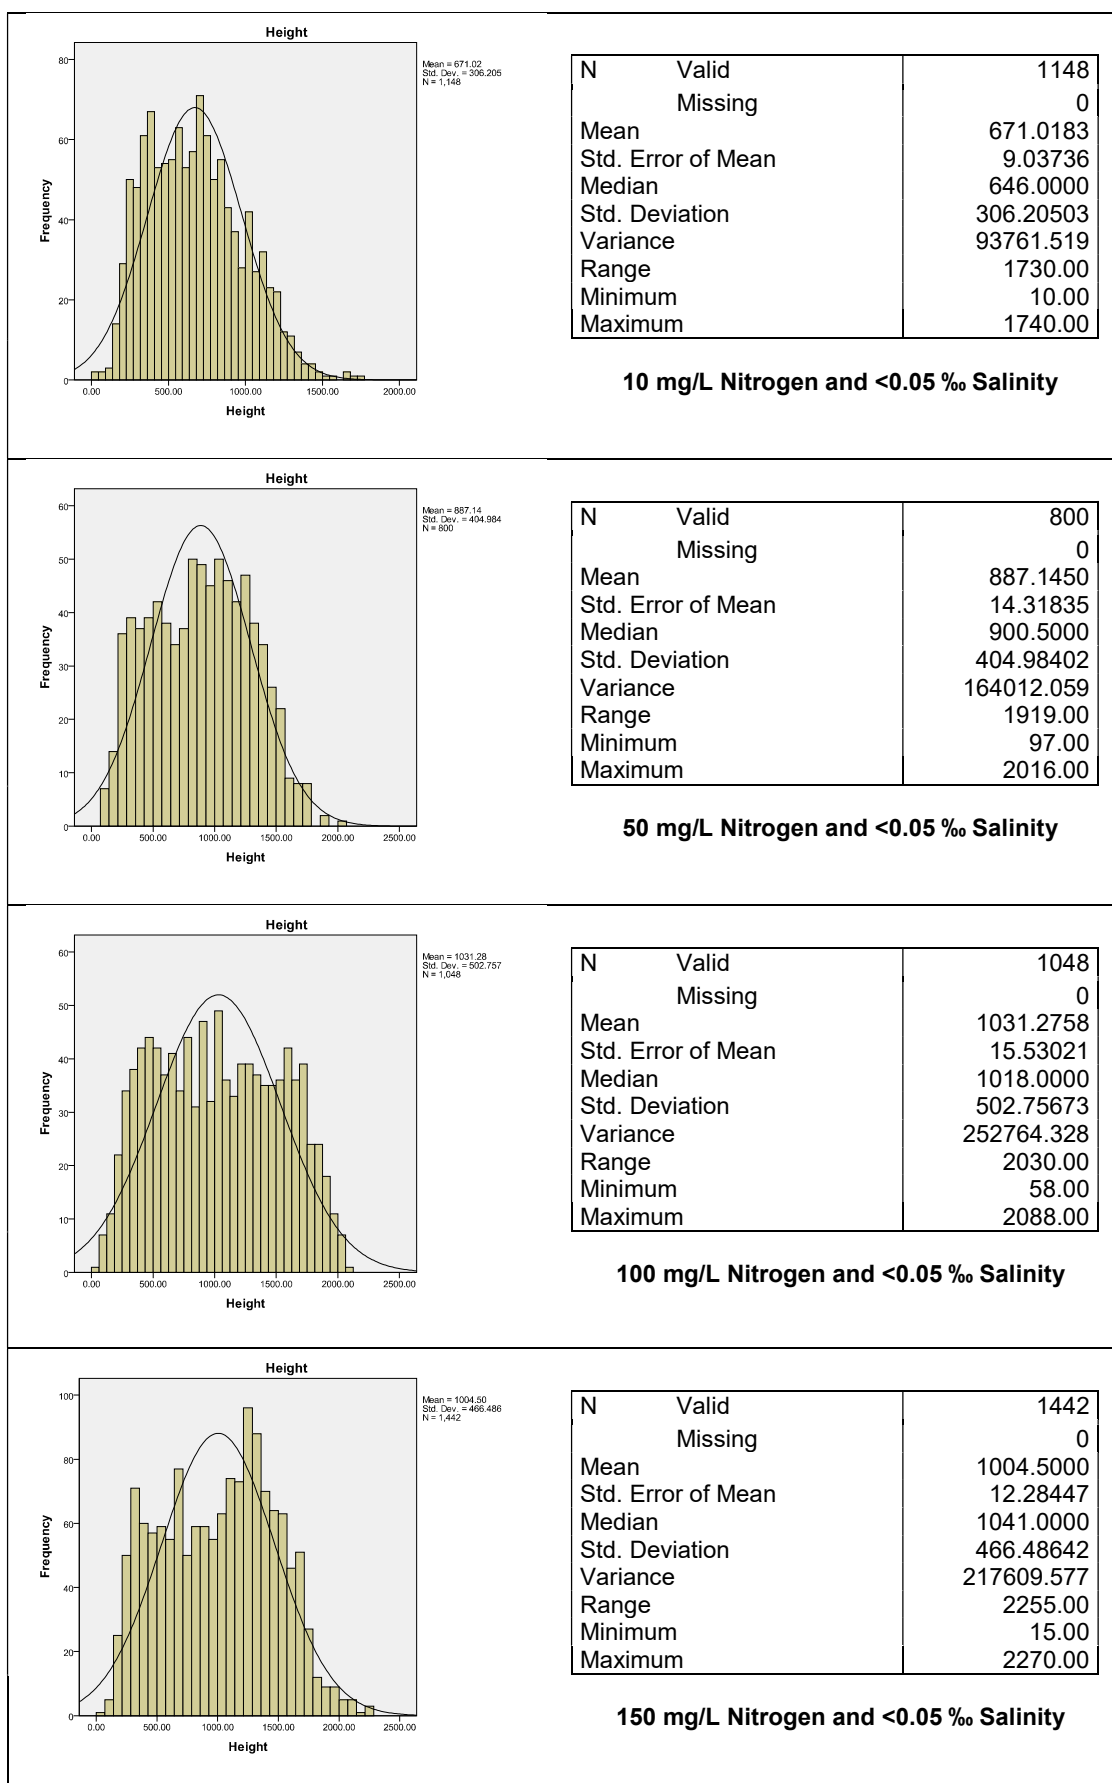 Height
Mean = 671.02
Std. Dev. = 306.205
N = 1,148
80
60
40
20
0
Frequency
0.00 500.00 1000.00 1500.00 2000.00
Height
N Valid 1148
Missing 0
Mean 671.0183
Std. Error of Mean 9.03736
Median 646.0000
Std. Deviation 306.20503
Variance 93761.519
Range 1730.00
Minimum 10.00
Maximum 1740.00
10 mg/L Nitrogen and <0.05 ‰ Salinity
Height
Mean = 887.14
Std. Dev. = 404.984
N = 800
60
50
40
30
20
10
0
Frequency
0.00 500.00 1000.00 1500.00 2000.00 2500.00
Height
N Valid 800
Missing 0
Mean 887.1450
Std. Error of Mean 14.31835
Median 900.5000
Std. Deviation 404.98402
Variance 164012.059
Range 1919.00
Minimum 97.00
Maximum 2016.00
50 mg/L Nitrogen and <0.05 ‰ Salinity
Height
Mean = 1031.28
Std. Dev. = 502.757
N = 1,048
60
50
40
30
20
10
0
Frequency
0.00 500.00 1000.00 1500.00 2000.00 2500.00
Height
N Valid 1048
Missing 0
Mean 1031.2758
Std. Error of Mean 15.53021
Median 1018.0000
Std. Deviation 502.75673
Variance 252764.328
Range 2030.00
Minimum 58.00
Maximum 2088.00
100 mg/L Nitrogen and <0.05 ‰ Salinity
Height
Mean = 1004.50
Std. Dev. = 466.486
N = 1,442
100
80
60
40
20
0
Frequency
0.00 500.00 1000.00 1500.00 2000.00 2500.00
Height
N Valid 1442
Missing 0
Mean 1004.5000
Std. Error of Mean 12.28447
Median 1041.0000
Std. Deviation 466.48642
Variance 217609.577
Range 2255.00
Minimum 15.00
Maximum 2270.00
150 mg/L Nitrogen and <0.05 ‰ Salinity